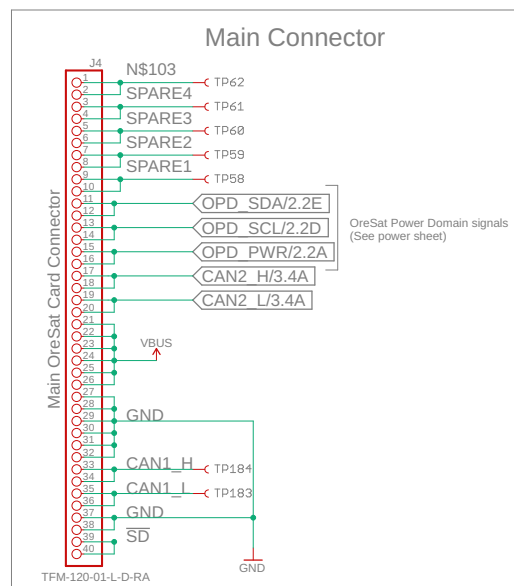 Main Connector
J4
N$103
1
TP62
2
SPARE4
3
TP61
4
SPARE3
5
TP60
6
SPARE2
7
TP59
8
SPARE1
9
TP58
10
11
OPD_SDA/2.2E
12
13
OPD_SCL/2.2D
14
15
OPD_PWR/2.2A
16
17
CAN2_H/3.4A
18
19
CAN2_L/3.4A
20
OreSat Power Domain signals
(See power sheet)
21
22
23
VBUS
24
25
26
27
28
29
GND
30
31
32
33
CAN1_H
TP184
34
35
CAN1_L
TP183
36
37
GND
38
SD
39
40
GND
Main OreSat Card Connector
TFM-120-01-L-D-RA